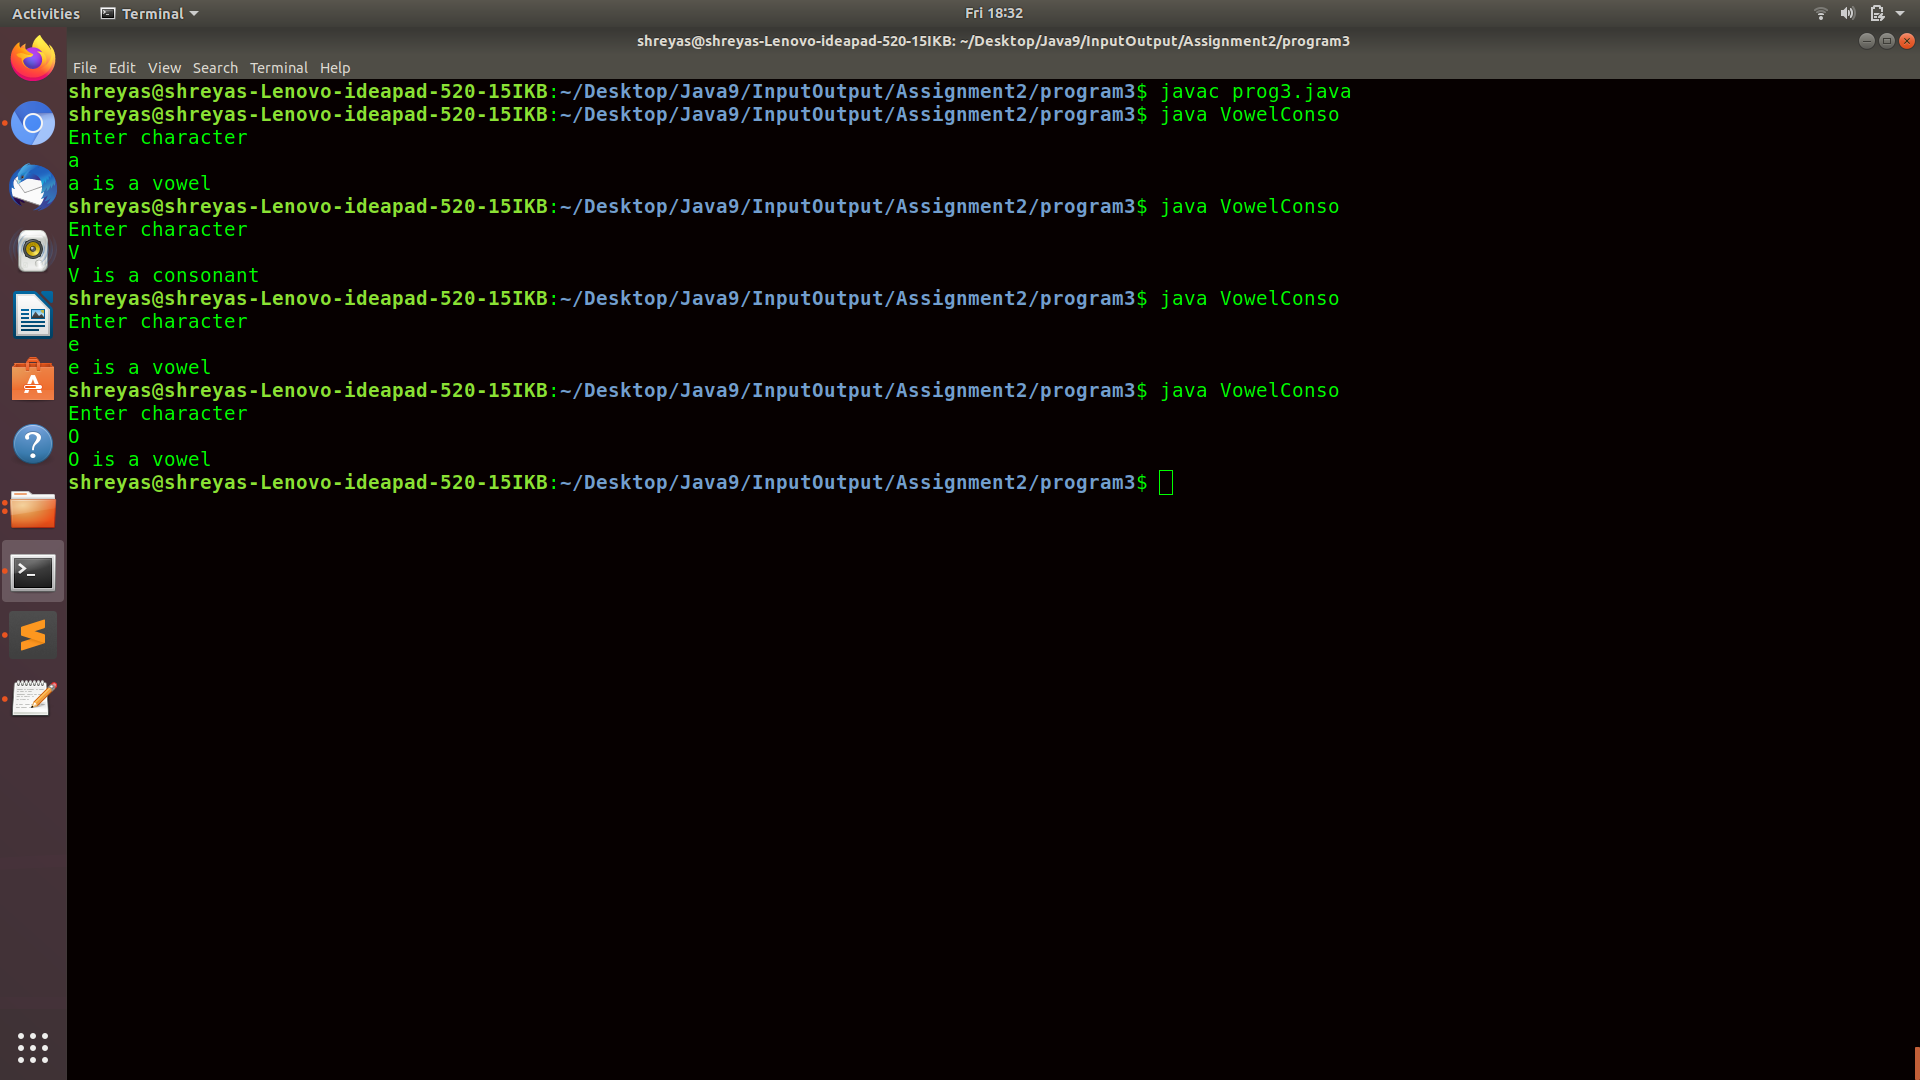 Activities Terminal Fri 18:32
shreyas@shreyas-Lenovo-ideapad-520-15IKB: ~/Desktop/Java9/InputOutput/Assignment2/program3
File Edit View Search Terminal Help
shreyas@shreyas-Lenovo-ideapad-520-15IKB:~/Desktop/Java9/InputOutput/Assignment2/program3$ javac prog3.java
shreyas@shreyas-Lenovo-ideapad-520-15IKB:~/Desktop/Java9/InputOutput/Assignment2/program3$ java VowelConso
Enter character
a
a is a vowel
shreyas@shreyas-Lenovo-ideapad-520-15IKB:~/Desktop/Java9/InputOutput/Assignment2/program3$ java VowelConso
Enter character
V
V is a consonant
shreyas@shreyas-Lenovo-ideapad-520-15IKB:~/Desktop/Java9/InputOutput/Assignment2/program3$ java VowelConso
Enter character
e
e is a vowel
shreyas@shreyas-Lenovo-ideapad-520-15IKB:~/Desktop/Java9/InputOutput/Assignment2/program3$ java VowelConso
Enter character
O
O is a vowel
shreyas@shreyas-Lenovo-ideapad-520-15IKB:~/Desktop/Java9/InputOutput/Assignment2/program3$